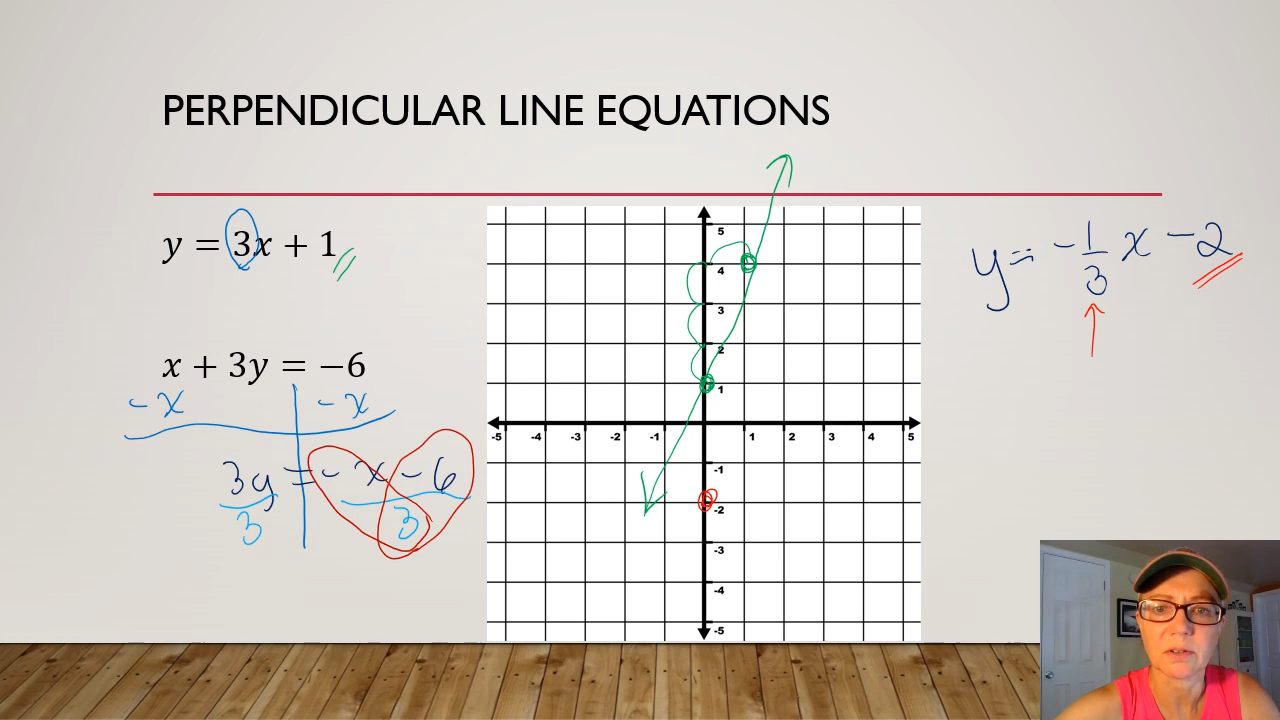 PERPENDICULAR LINE EQUATIONS
y = 3x + 1
x + 3y = −6
-x -x
3y = -x -6
3 3
5
4
3
2
1
-5 -4 -3 -2 -1 1 2 3 4 5
-1
-2
-3
-4
-5
y = -1/3 x -2